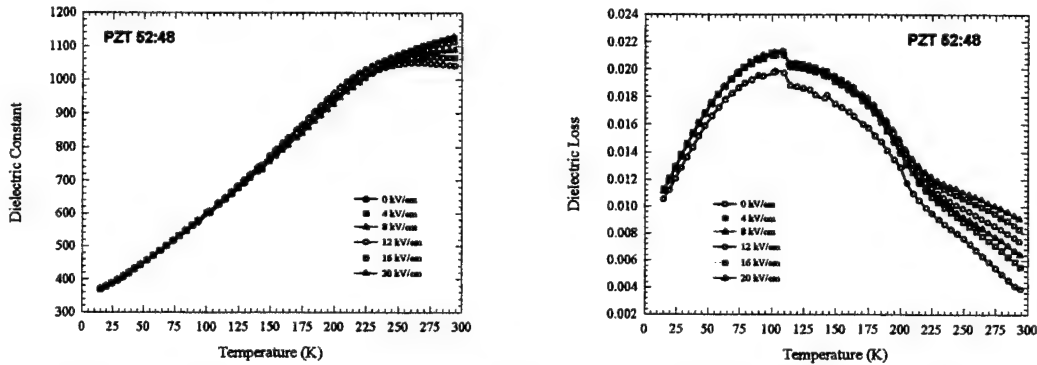 PZT 52:48
Dielectric Constant
1200
1100
1000
900
800
700
600
500
400
300
0 25 50 75 100 125 150 175 200 225 250 275 300
Temperature (K)
0 kV/cm
4 kV/cm
8 kV/cm
12 kV/cm
16 kV/cm
20 kV/cm
PZT 52:48
Dielectric Loss
0.024
0.022
0.020
0.018
0.016
0.014
0.012
0.010
0.008
0.006
0.004
0.002
0 25 50 75 100 125 150 175 200 225 250 275 300
Temperature (K)
0 kV/cm
4 kV/cm
8 kV/cm
12 kV/cm
16 kV/cm
20 kV/cm